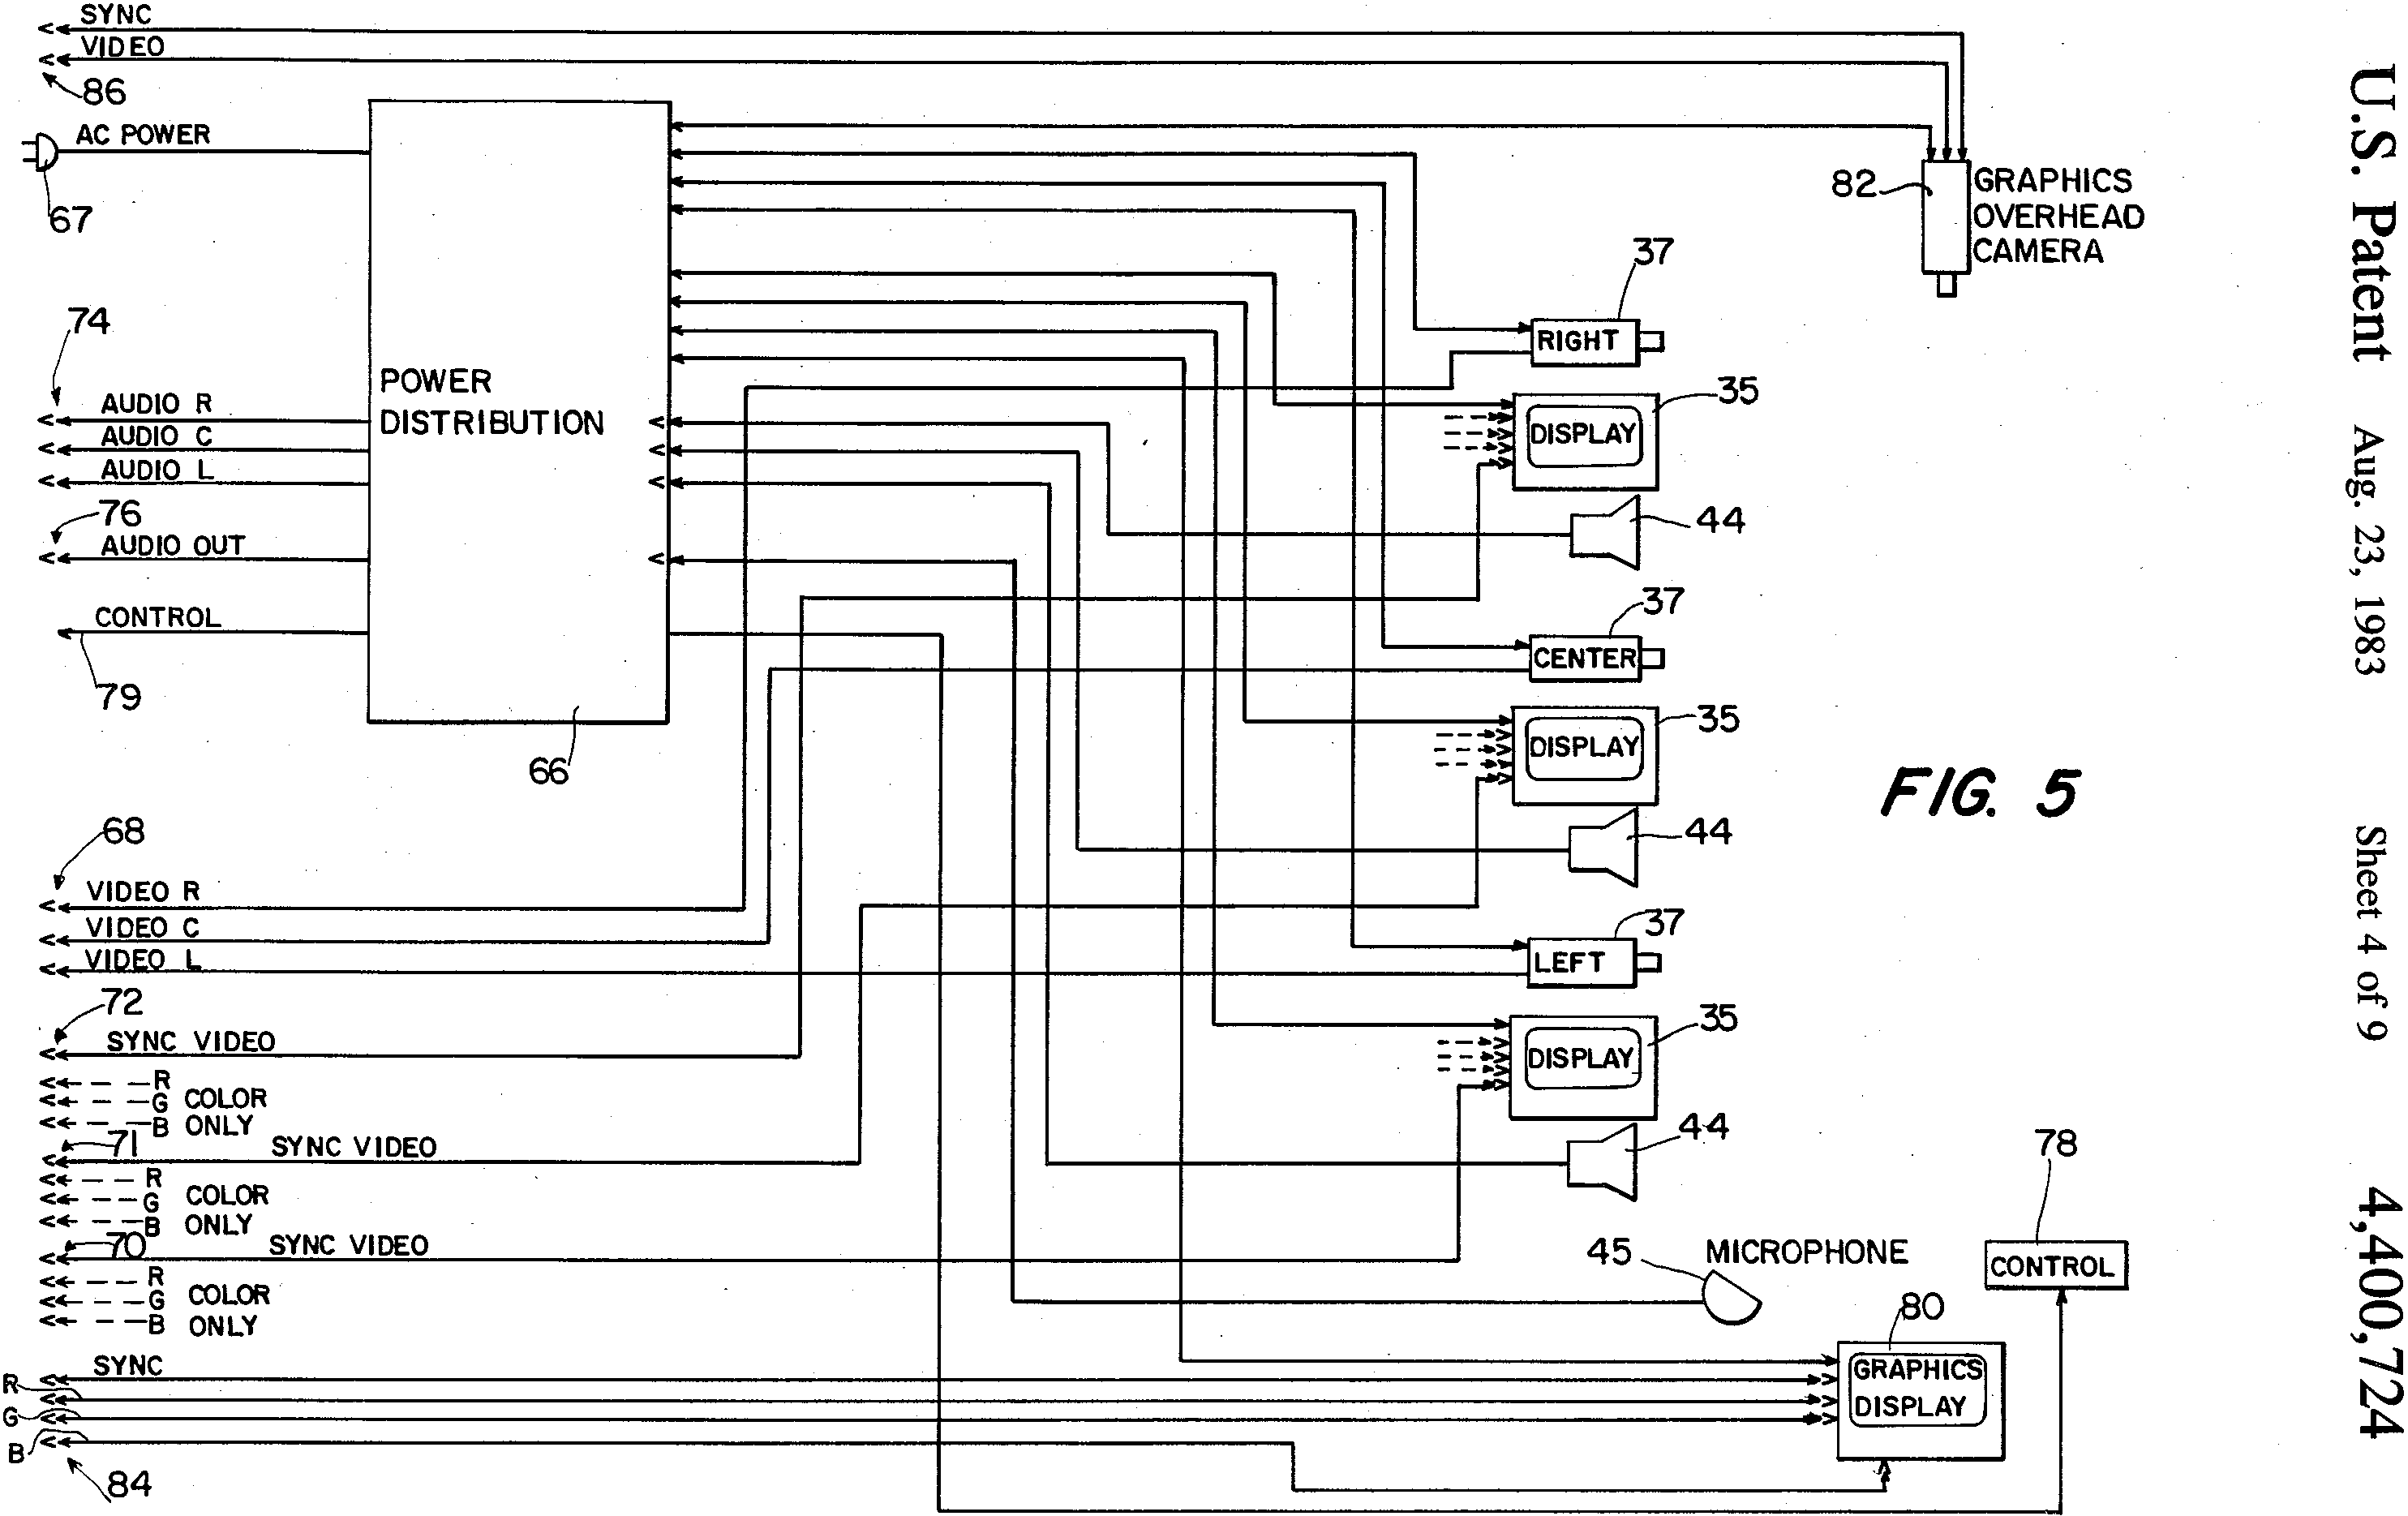 SYNC
VIDEO
86
AC POWER
67
74
AUDIO R
AUDIO C
AUDIO L
76
AUDIO OUT
CONTROL
79
POWER
DISTRIBUTION
66
68
VIDEO R
VIDEO C
VIDEO L
72
SYNC VIDEO
R
G
B
COLOR
ONLY
71
SYNC VIDEO
R
G
B
COLOR
ONLY
70
SYNC VIDEO
R
G
B
COLOR
ONLY
SYNC
R
G
B
84
82
GRAPHICS
OVERHEAD
CAMERA
37
RIGHT
35
DISPLAY
44
37
CENTER
35
DISPLAY
44
37
LEFT
35
DISPLAY
44
45
MICROPHONE
78
CONTROL
80
GRAPHICS
DISPLAY
FIG. 5
U.S. Patent Aug. 23, 1983 Sheet 4 of 9 4,400,724